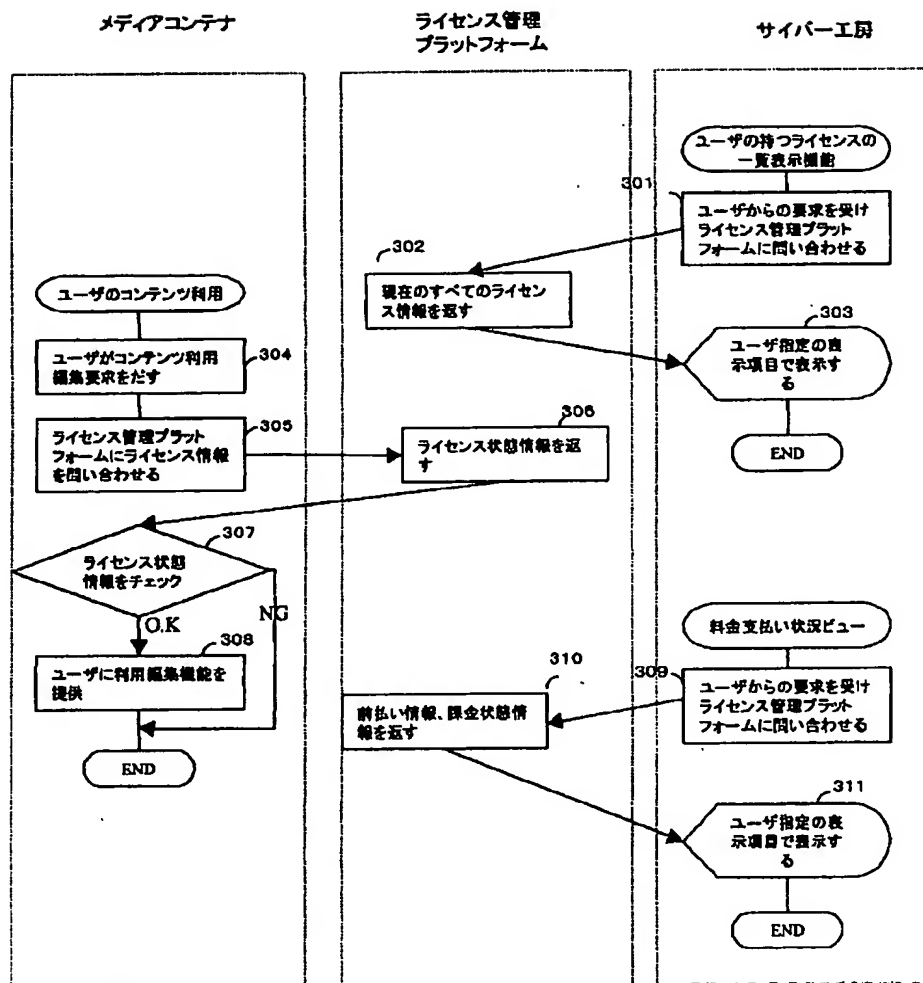 メディアコンテナ
ライセンス管理
プラットフォーム
サイバー工房
ユーザの持つライセンスの
一覧表示機能
301
ユーザからの要求を受け
ライセンス管理プラット
フォームに問い合わせる
302
現在のすべてのライセン
ス情報を返す
303
ユーザ指定の表
示項目で表示す
る
END
ユーザのコンテンツ利用
304
ユーザがコンテンツ利用
編集要求をだす
305
ライセンス管理プラット
フォームにライセンス情報
を問い合わせる
306
ライセンス状態情報を返
す
307
ライセンス状態
情報をチェック
O.K
NG
308
ユーザに利用編集機能を
提供
END
料金支払い状況ビュー
309
ユーザからの要求を受け
ライセンス管理プラット
フォームに問い合わせる
310
前払い情報、課金状態情
報を返す
311
ユーザ指定の表
示項目で表示す
る
END